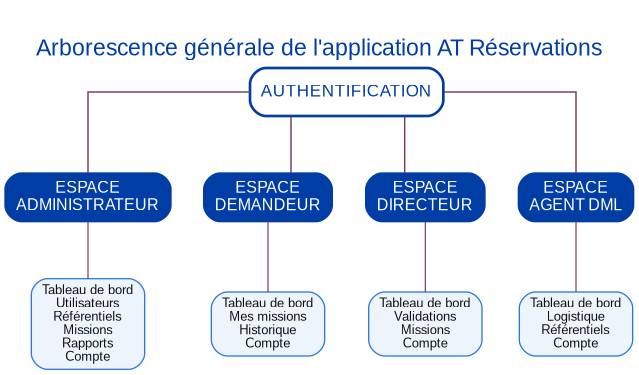 Arborescence générale de l'application AT Réservations
AUTHENTIFICATION
ESPACE
ADMINISTRATEUR
ESPACE
DEMANDEUR
ESPACE
DIRECTEUR
ESPACE
AGENT DML
Tableau de bord
Utilisateurs
Référentiels
Missions
Rapports
Compte
Tableau de bord
Mes missions
Historique
Compte
Tableau de bord
Validations
Missions
Compte
Tableau de bord
Logistique
Référentiels
Compte